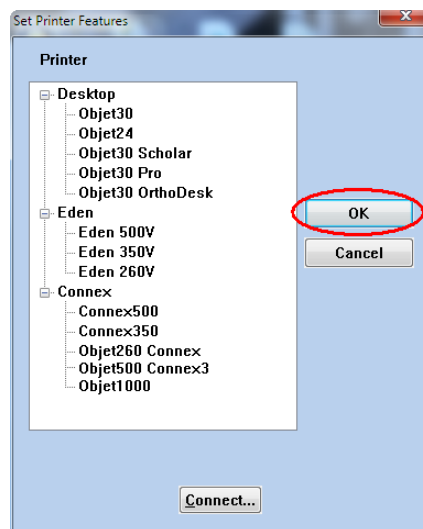 Set Printer Features
Printer
Desktop
Objet30
Objet24
Objet30 Scholar
Objet30 Pro
Objet30 OrthoDesk
Eden
Eden 500V
Eden 350V
Eden 260V
Connex
Connex500
Connex350
Objet260 Connex
Objet500 Connex3
Objet1000
OK
Cancel
Connect...